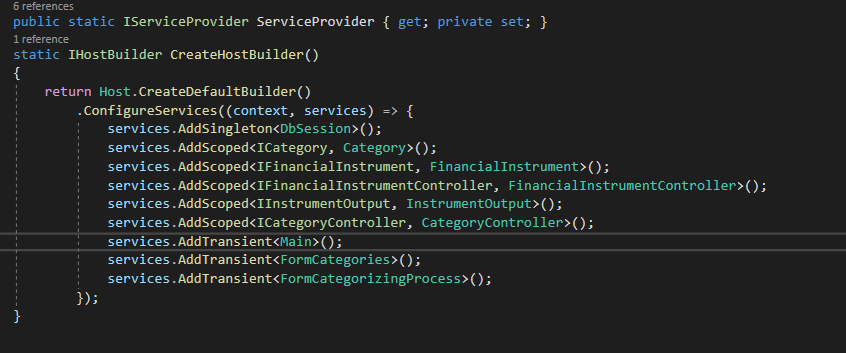 6 references
public static IServiceProvider ServiceProvider { get; private set; }
1 reference
static IHostBuilder CreateHostBuilder()
{
return Host.CreateDefaultBuilder()
.ConfigureServices((context, services) => {
services.AddSingleton<DbSession>();
services.AddScoped<ICategory, Category>();
services.AddScoped<IFinancialInstrument, FinancialInstrument>();
services.AddScoped<IFinancialInstrumentController, FinancialInstrumentController>();
services.AddScoped<IInstrumentOutput, InstrumentOutput>();
services.AddScoped<ICategoryController, CategoryController>();
services.AddTransient<Main>();
services.AddTransient<FormCategories>();
services.AddTransient<FormCategorizingProcess>();
});
}